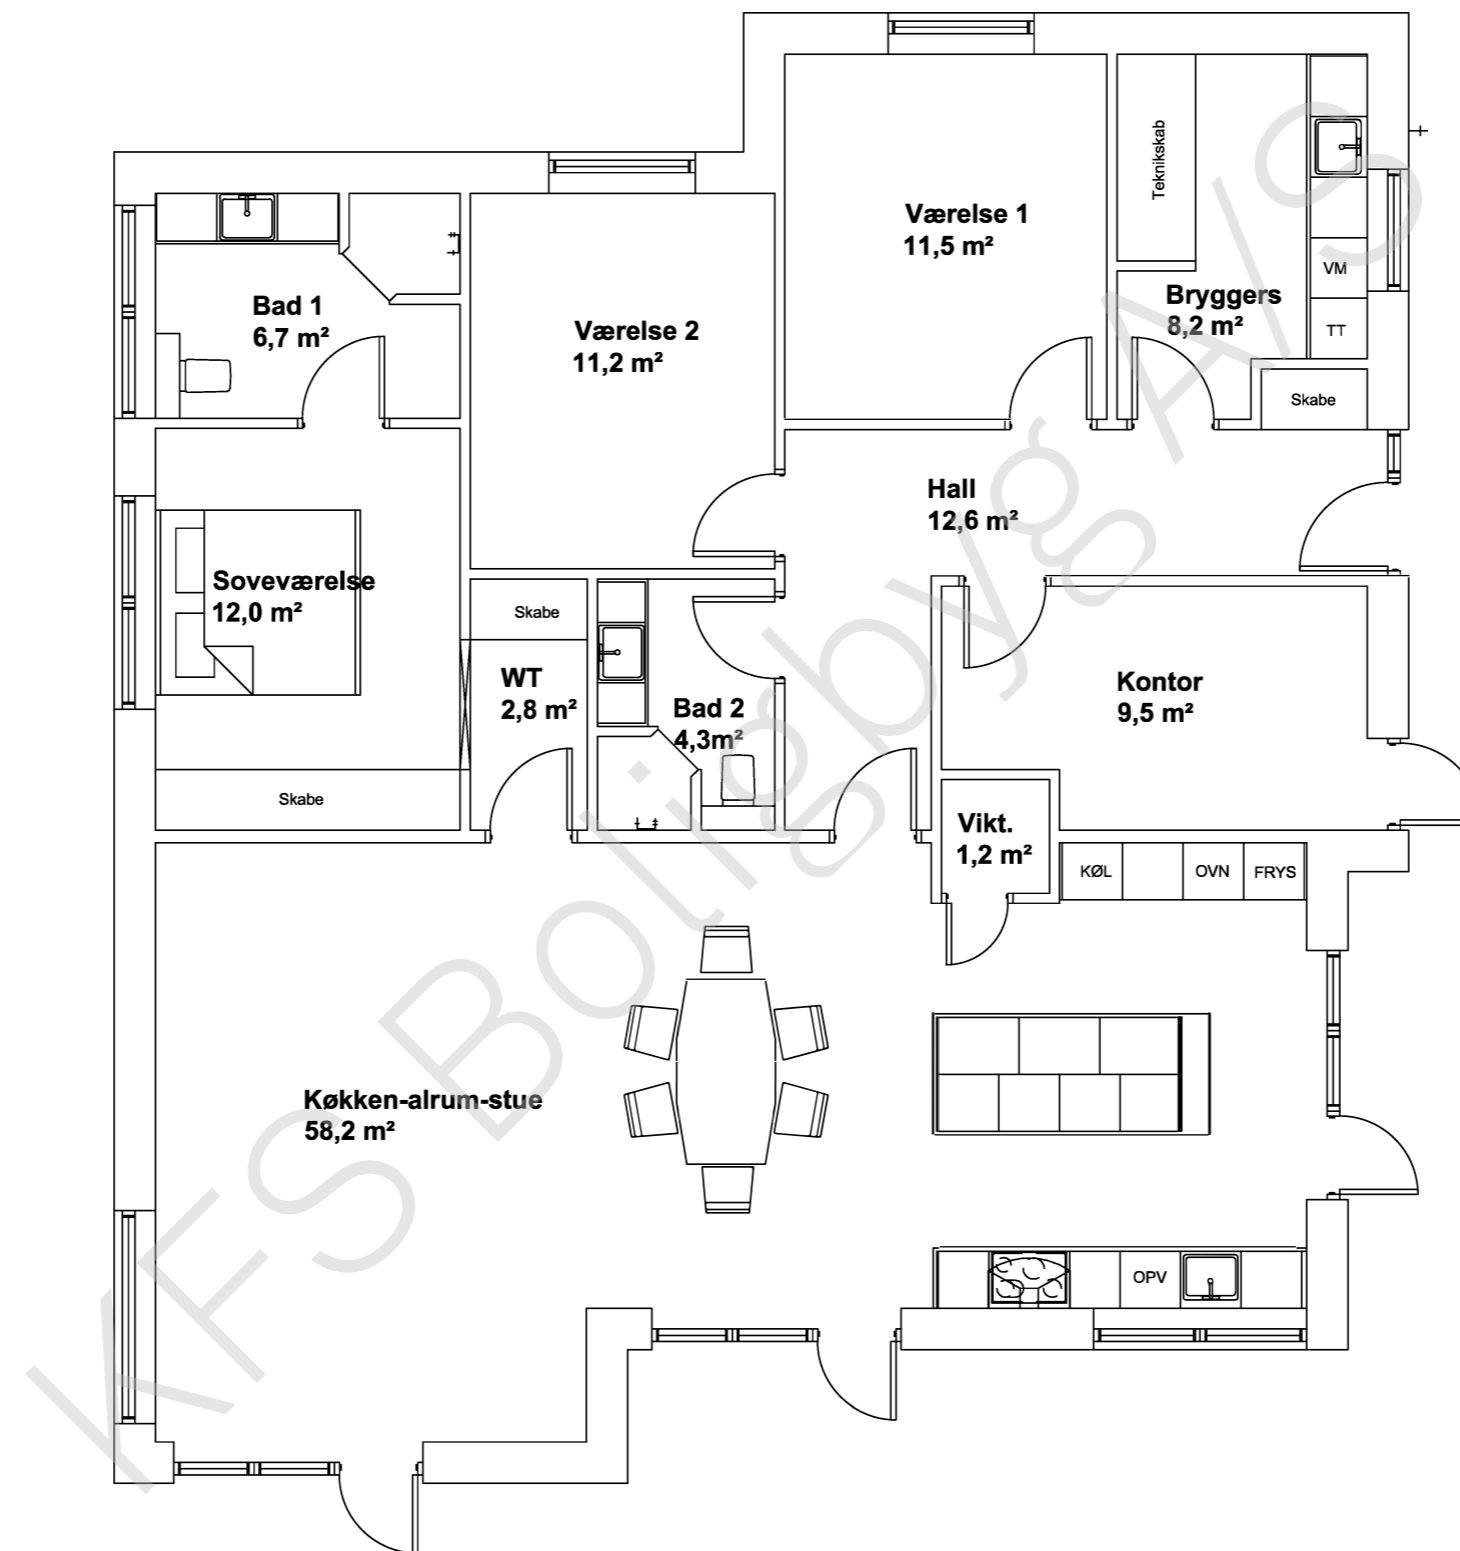 Teknikskab
Værelse 1
11,5 m²
VM
Bryggers
8,2 m²
TT
Bad 1
6,7 m²
Værelse 2
11,2 m²
Skabe
Hall
12,6 m²
Soveværelse
12,0 m²
Skabe
WT
2,8 m²
Bad 2
4,3m²
Kontor
9,5 m²
Skabe
Vikt.
1,2 m²
KØL
OVN
FRYS
Køkken-alrum-stue
58,2 m²
OPV
KFS Boligbyg A/S